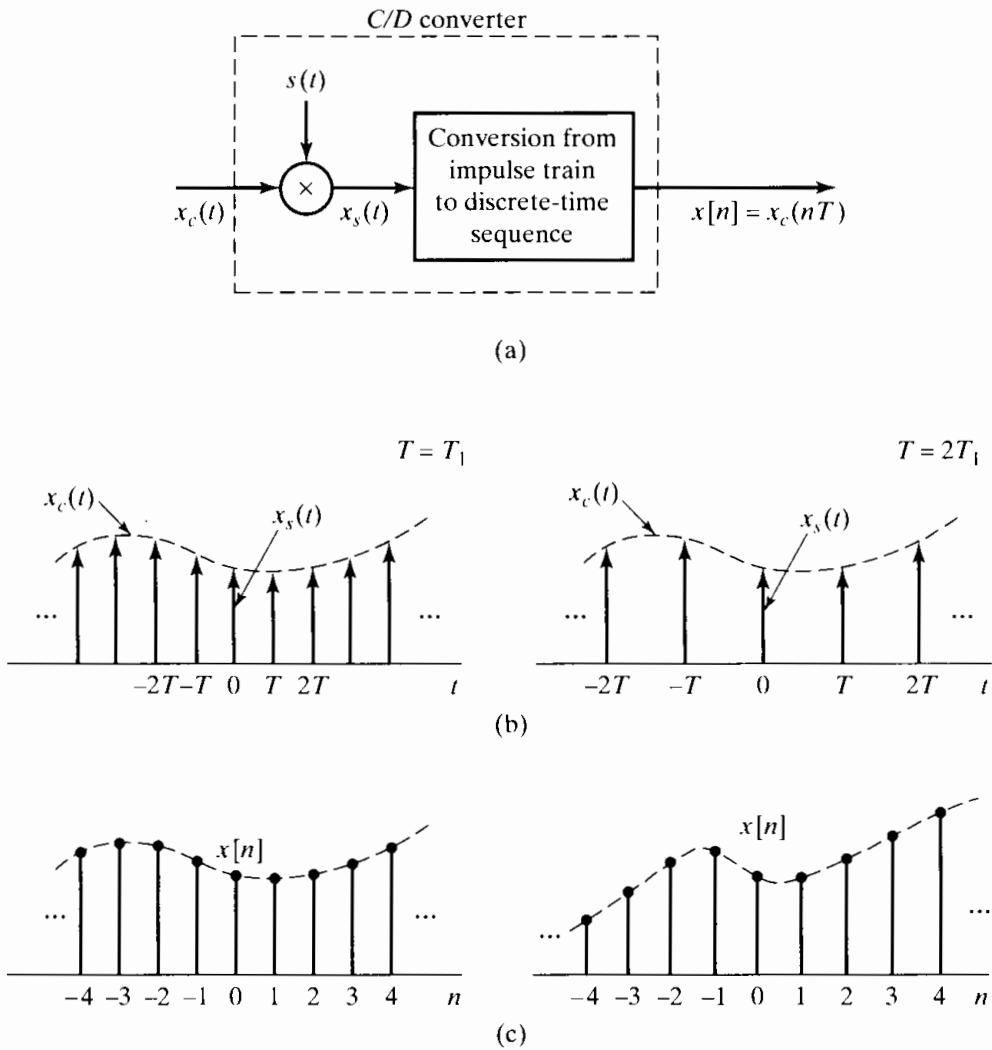 C/D converter
s(t)
×
Conversion from
impulse train
to discrete-time
sequence
x_c(t)
x_s(t)
x[n] = x_c(nT)
(a)
T = T_1
x_c(t)
x_s(t)
...
...
−2T −T 0 T 2T t
T = 2T_1
x_c(t)
x_s(t)
...
...
−2T −T 0 T 2T t
(b)
x[n]
...
...
−4 −3 −2 −1 0 1 2 3 4 n
x[n]
...
...
−4 −3 −2 −1 0 1 2 3 4 n
(c)